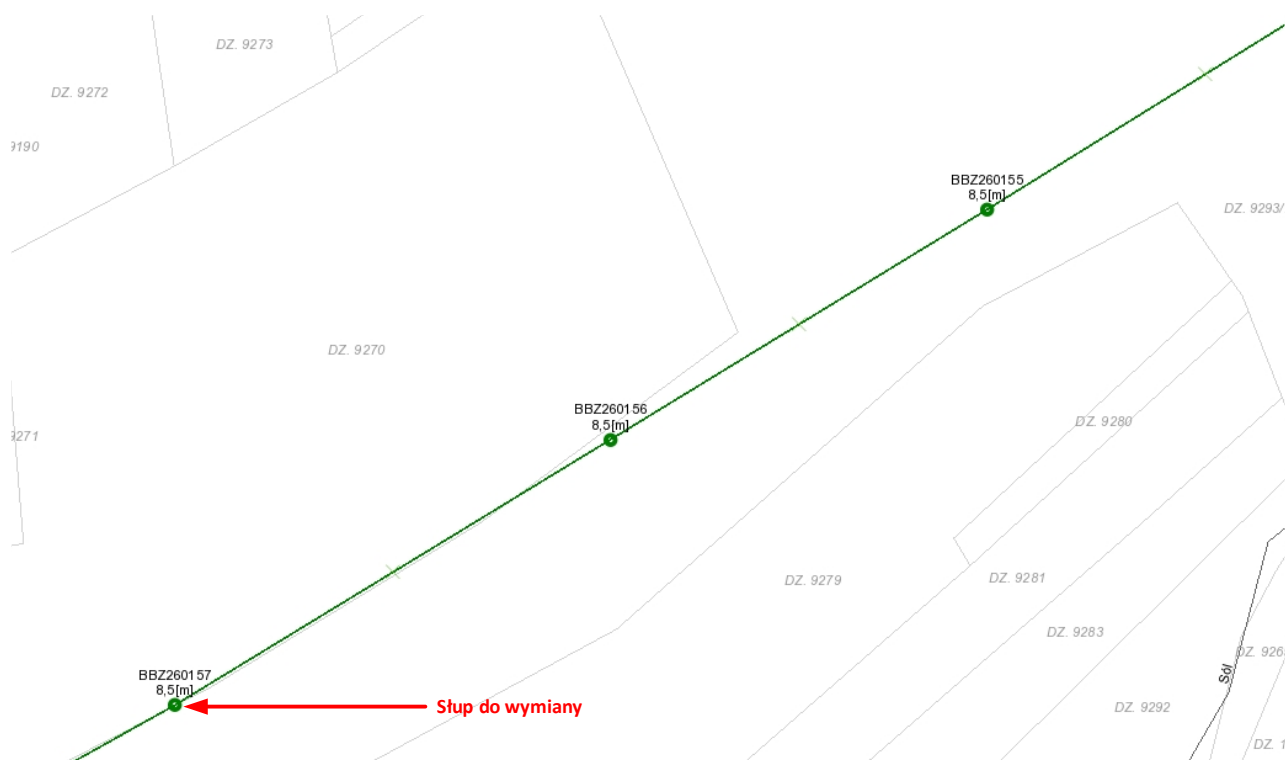 DZ. 9273
DZ. 9272
9190
BBZ260155
8,5[m]
DZ. 9293/
DZ. 9270
BBZ260156
8,5[m]
DZ. 9280
9271
DZ. 9279
DZ. 9281
DZ. 9283
DZ. 926
Sól
BBZ260157
8,5[m]
Słup do wymiany
DZ. 9292
DZ. 1